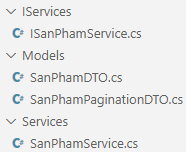 IServices
C# ISanPhamService.cs
Models
C# SanPhamDTO.cs
C# SanPhamPaginationDTO.cs
Services
C# SanPhamService.cs